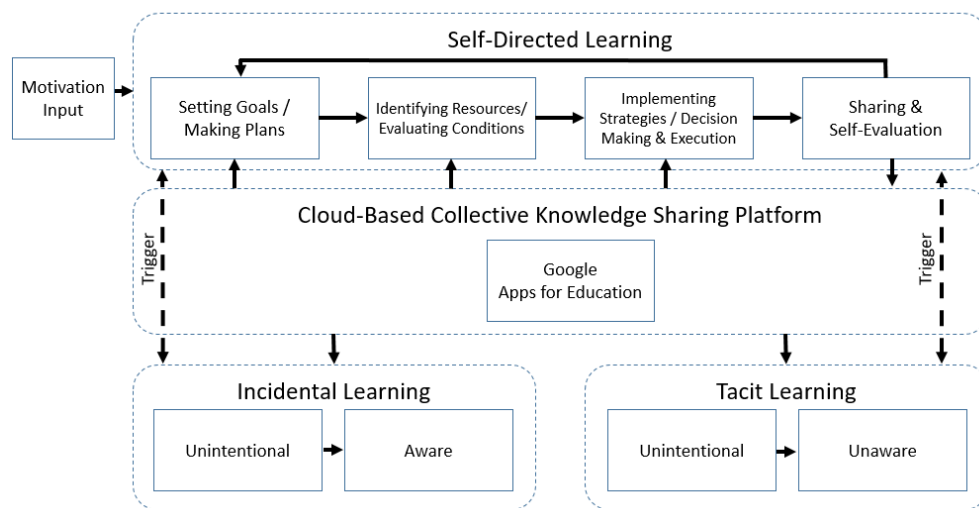 Self-Directed Learning
Motivation
Input
Setting Goals /
Making Plans
Identifying Resources/
Evaluating Conditions
Implementing
Strategies / Decision
Making & Execution
Sharing &
Self-Evaluation
Cloud-Based Collective Knowledge Sharing Platform
Trigger
Google
Apps for Education
Trigger
Incidental Learning
Unintentional
Aware
Tacit Learning
Unintentional
Unaware